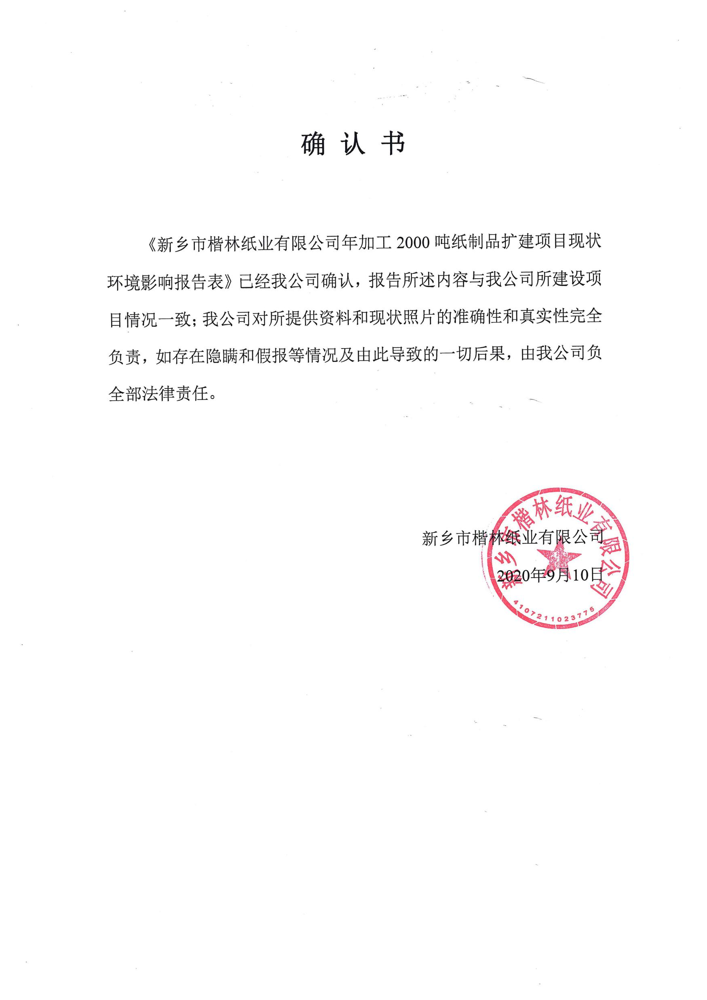 确认书
《新乡市楷林纸业有限公司年加工 2000 吨纸制品扩建项目现状
环境影响报告表》已经我公司确认，报告所述内容与我公司所建设项
目情况一致；我公司对所提供资料和现状照片的准确性和真实性完全
负责，如存在隐瞒和假报等情况及由此导致的一切后果，由我公司负
全部法律责任。
新乡市楷林纸业有限公司
2020年9月10日
新乡市楷林纸业有限公司
4107211023775